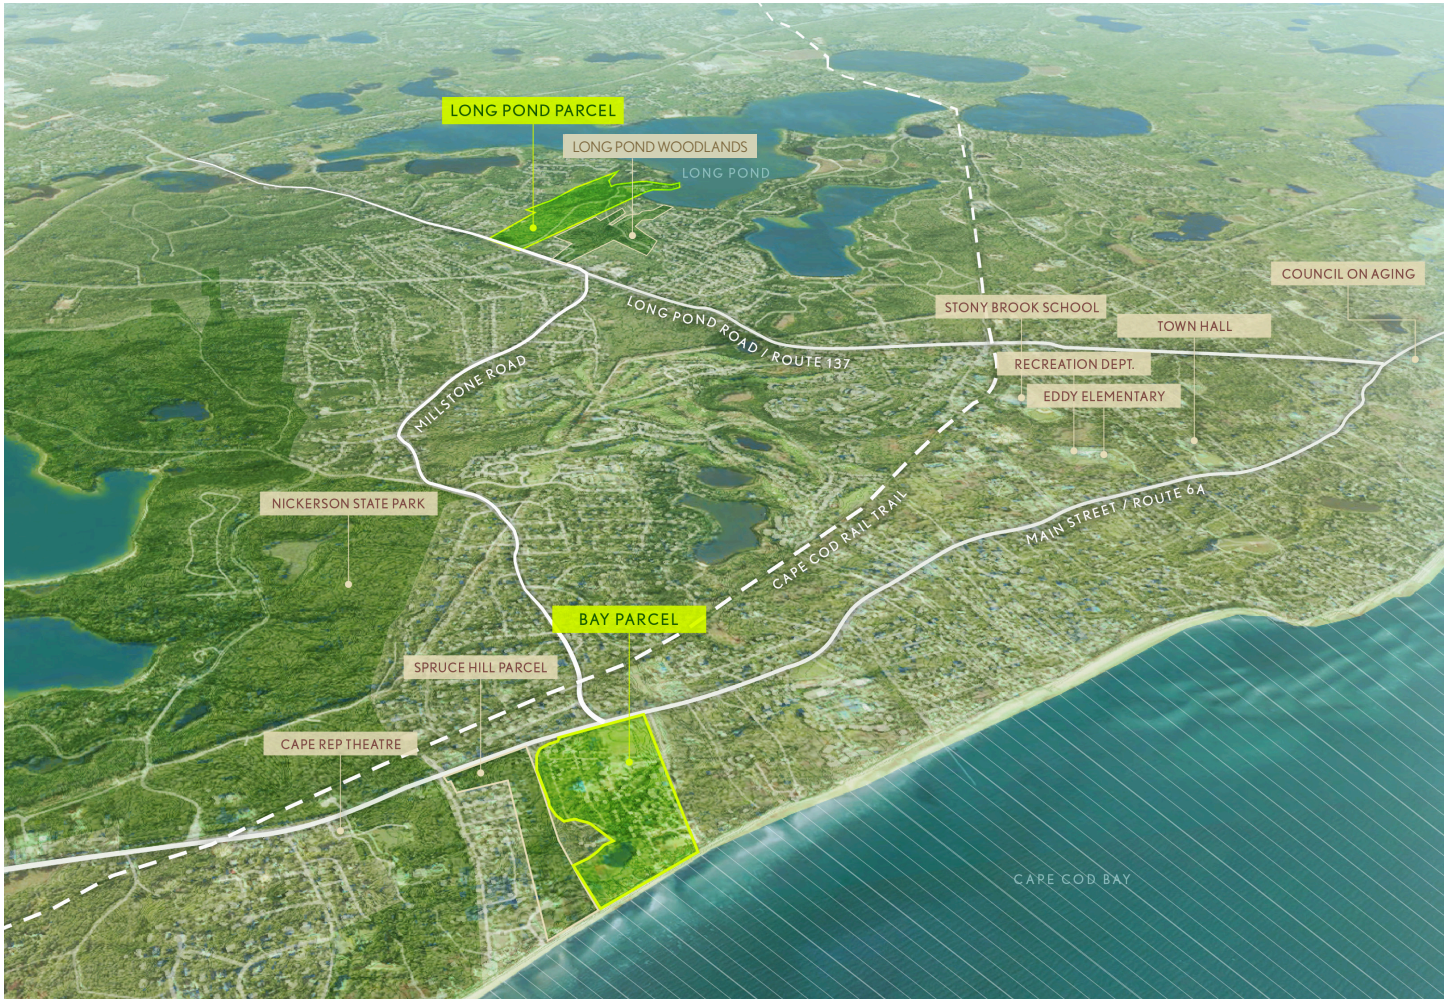 LONG POND PARCEL
LONG POND WOODLANDS
LONG POND
COUNCIL ON AGING
STONY BROOK SCHOOL
TOWN HALL
LONG POND ROAD / ROUTE 137
RECREATION DEPT.
EDDY ELEMENTARY
MILLSTONE ROAD
NICKERSON STATE PARK
MAIN STREET / ROUTE 6A
CAPE COD RAIL TRAIL
BAY PARCEL
SPRUCE HILL PARCEL
CAPE REP THEATRE
CAPE COD BAY